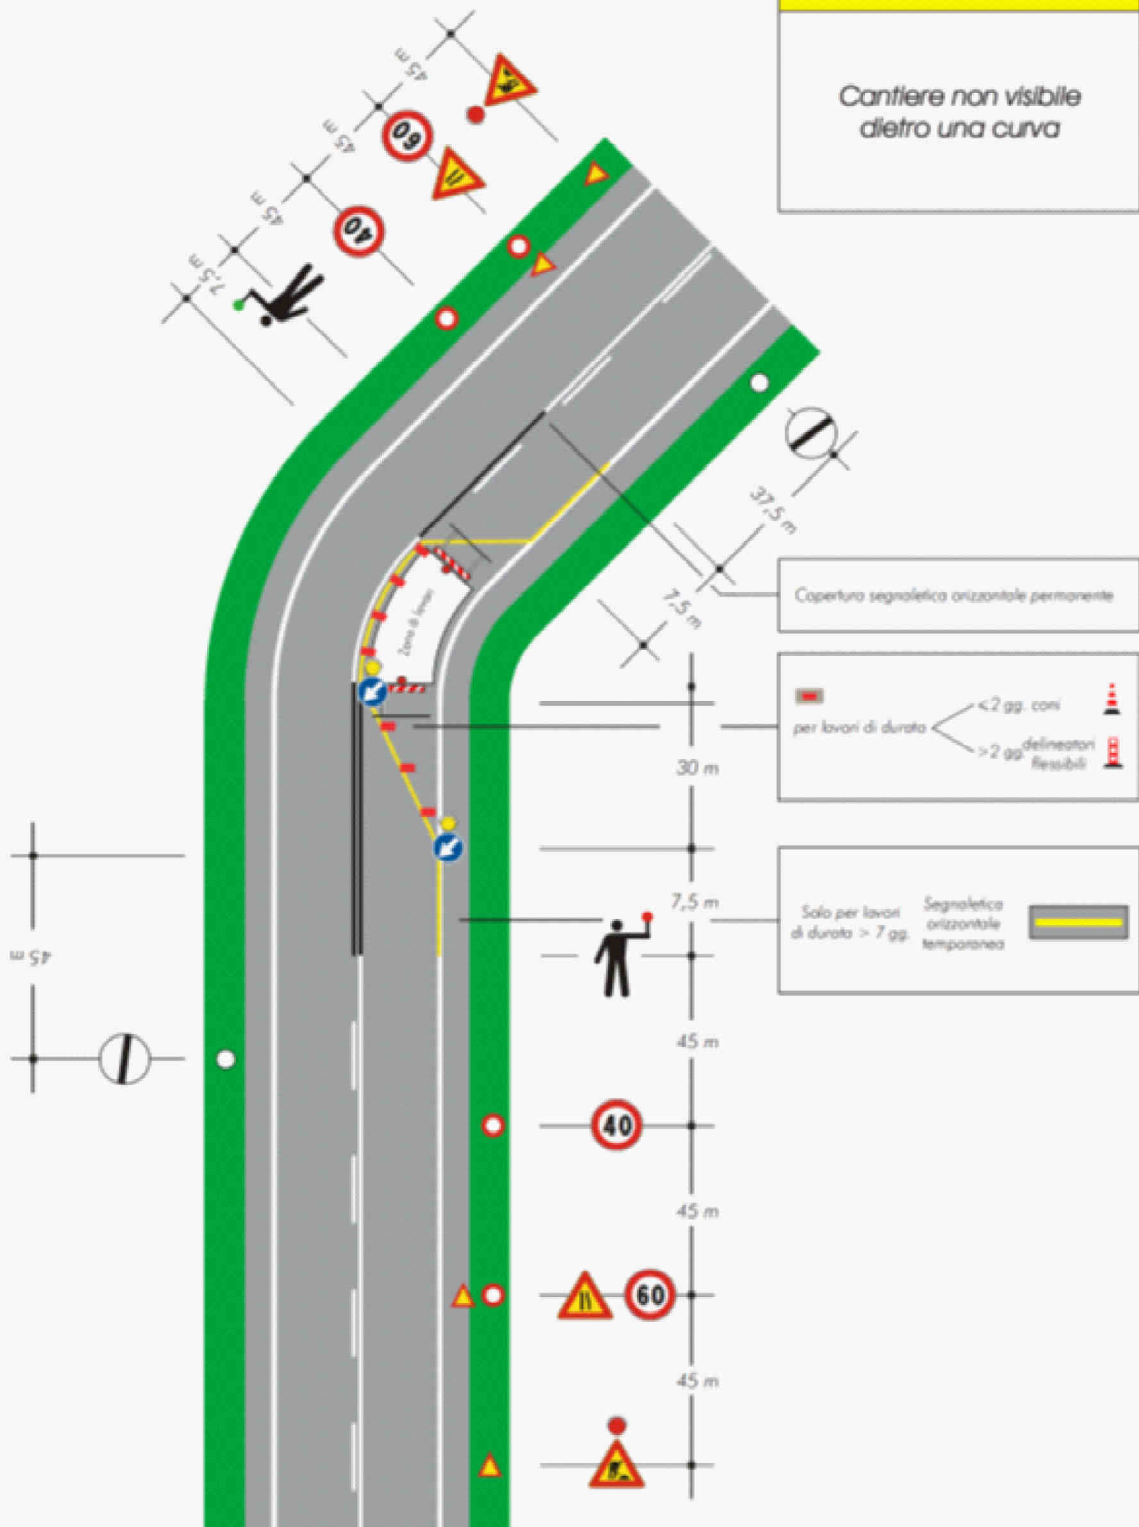 Cantiere non visibile
dietro una curva
45 m
60
45 m
40
45 m
7,5 m
37,5 m
7,5 m
Copertura segnaletica orizzontale permanente
Zona di lavori
per lavori di durata
<2 gg. coni
>2 gg. delineatori
flessibili
30 m
7,5 m
Solo per lavori
di durata > 7 gg.
Segnaletica
orizzontale
temporanea
45 m
45 m
40
45 m
60
45 m